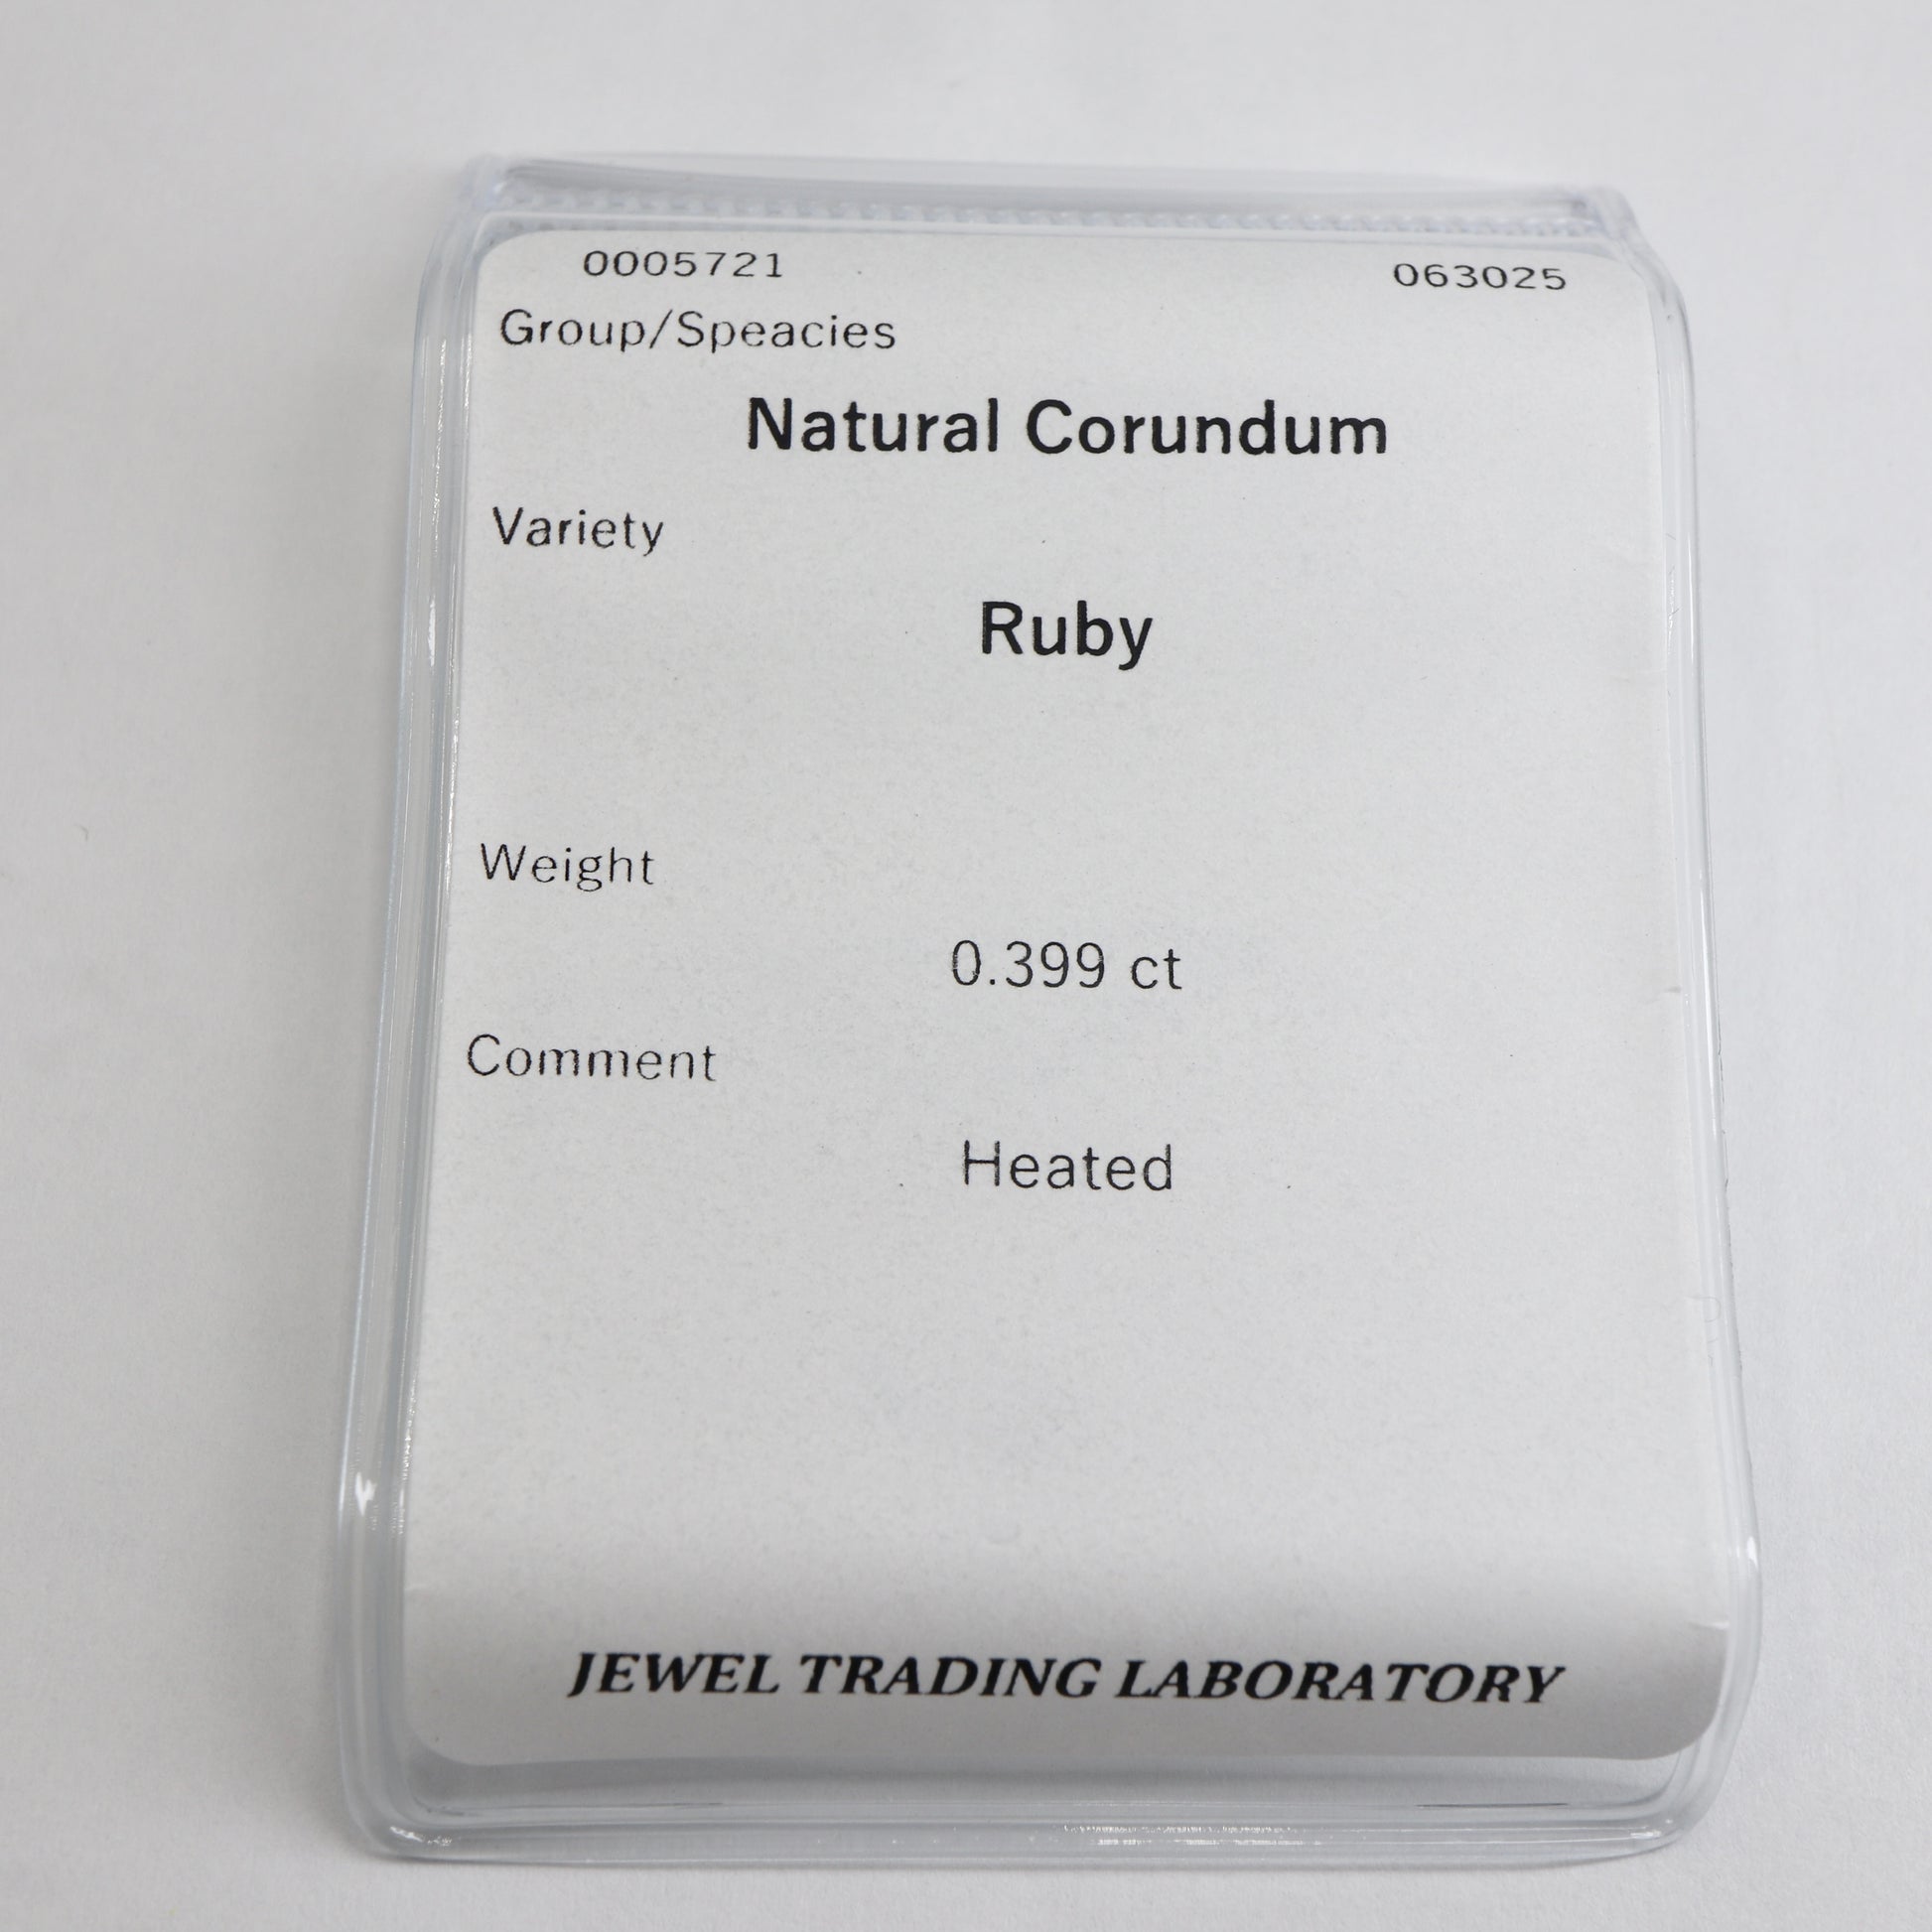 0005721 063025
Group/Speacies
Natural Corundum
Variety
Ruby
Weight
0.399 ct
Comment
Heated
JEWEL TRADING LABORATORY